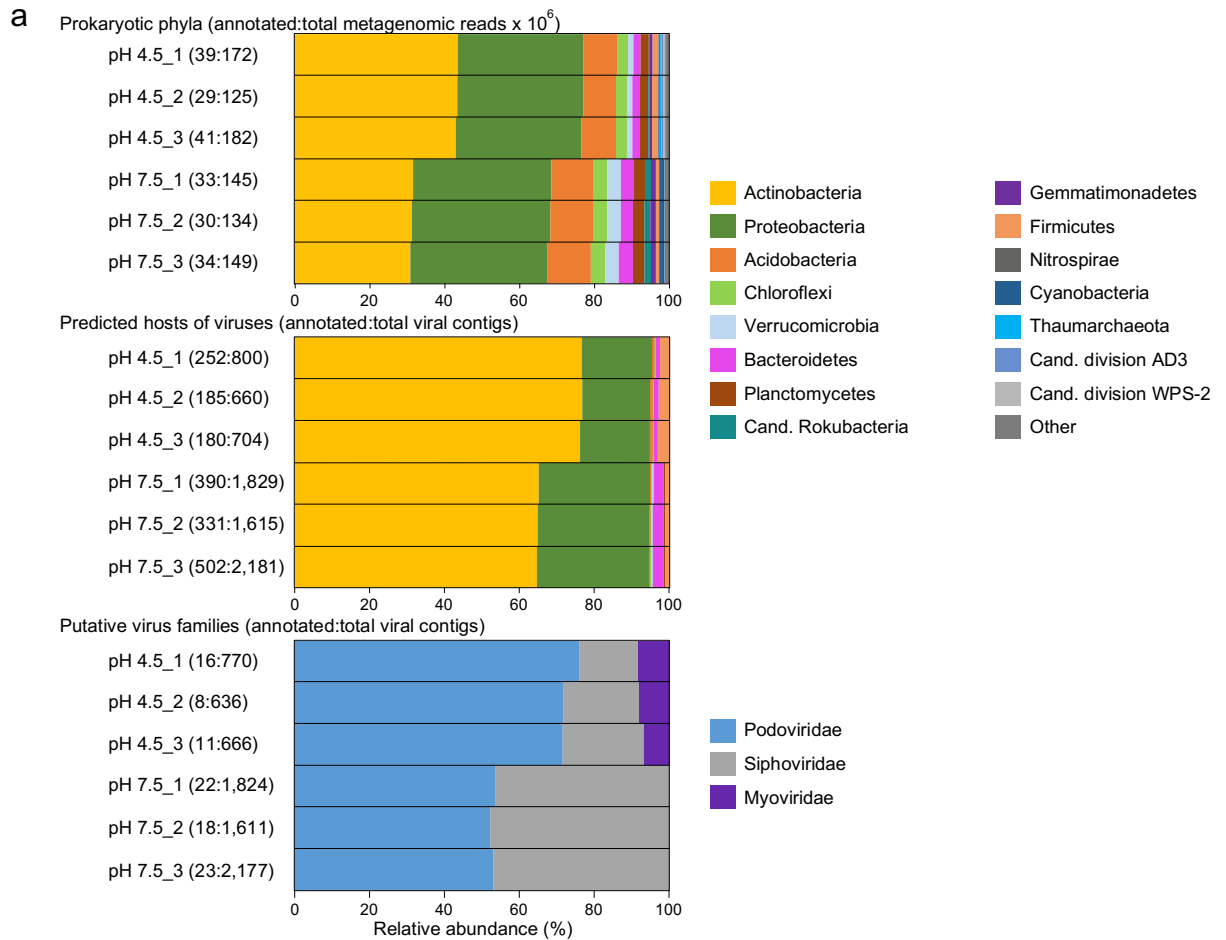 a
Prokaryotic phyla (annotated:total metagenomic reads x 10⁶)
pH 4.5_1 (39:172)
pH 4.5_2 (29:125)
pH 4.5_3 (41:182)
pH 7.5_1 (33:145)
pH 7.5_2 (30:134)
pH 7.5_3 (34:149)
0 20 40 60 80 100
Predicted hosts of viruses (annotated:total viral contigs)
pH 4.5_1 (252:800)
pH 4.5_2 (185:660)
pH 4.5_3 (180:704)
pH 7.5_1 (390:1,829)
pH 7.5_2 (331:1,615)
pH 7.5_3 (502:2,181)
0 20 40 60 80 100
Actinobacteria
Proteobacteria
Acidobacteria
Chloroflexi
Verrucomicrobia
Bacteroidetes
Planctomycetes
Cand. Rokubacteria
Gemmatimonadetes
Firmicutes
Nitrospirae
Cyanobacteria
Thaumarchaeota
Cand. division AD3
Cand. division WPS-2
Other
Putative virus families (annotated:total viral contigs)
pH 4.5_1 (16:770)
pH 4.5_2 (8:636)
pH 4.5_3 (11:666)
pH 7.5_1 (22:1,824)
pH 7.5_2 (18:1,611)
pH 7.5_3 (23:2,177)
0 20 40 60 80 100
Relative abundance (%)
Podoviridae
Siphoviridae
Myoviridae